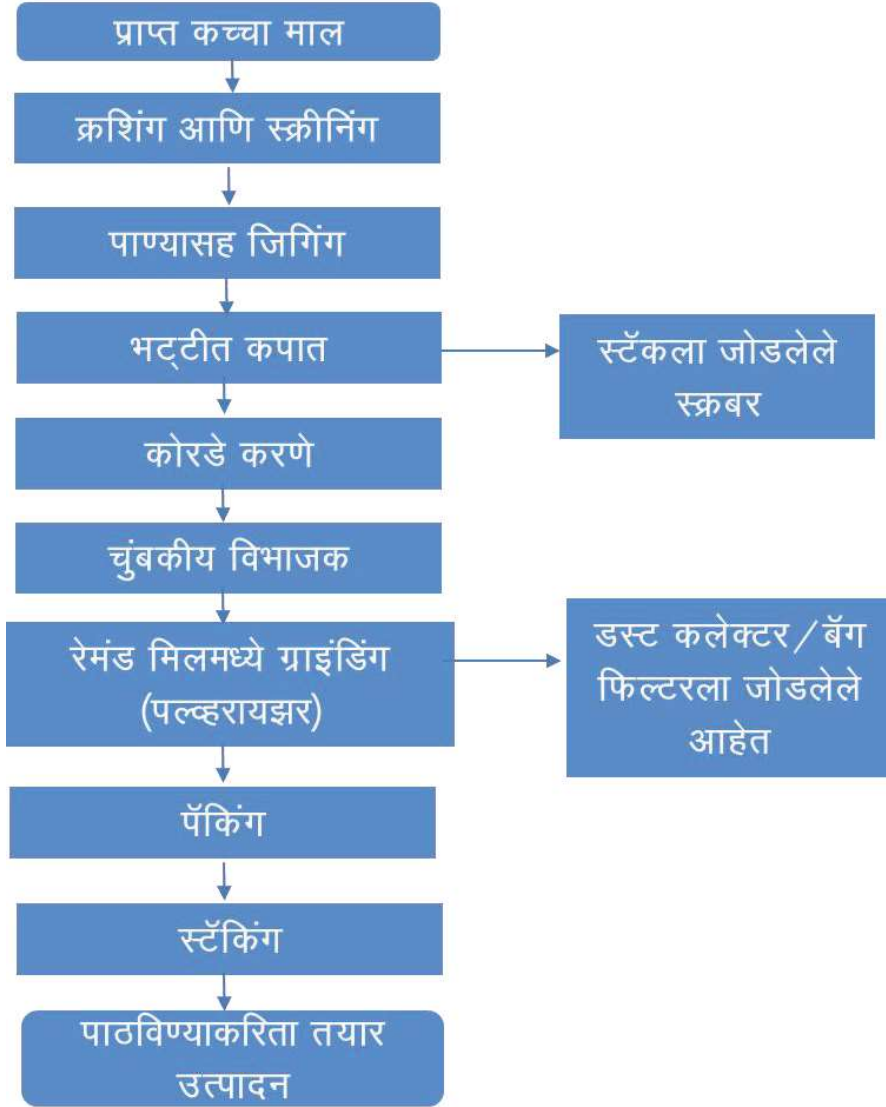 प्राप्त कच्चा माल
क्रशिंग आणि स्क्रीनिंग
पाण्यासह जिगिंग
भट्टीत कपात
स्टॅकला जोडलेले
स्क्रबर
कोरडे करणे
चुंबकीय विभाजक
रेमंड मिलमध्ये ग्राइंडिंग
(पल्व्हरायझर)
डस्ट कलेक्टर/बॅग
फिल्टरला जोडलेले
आहेत
पॅकिंग
स्टॅकिंग
पाठविण्याकरिता तयार
उत्पादन